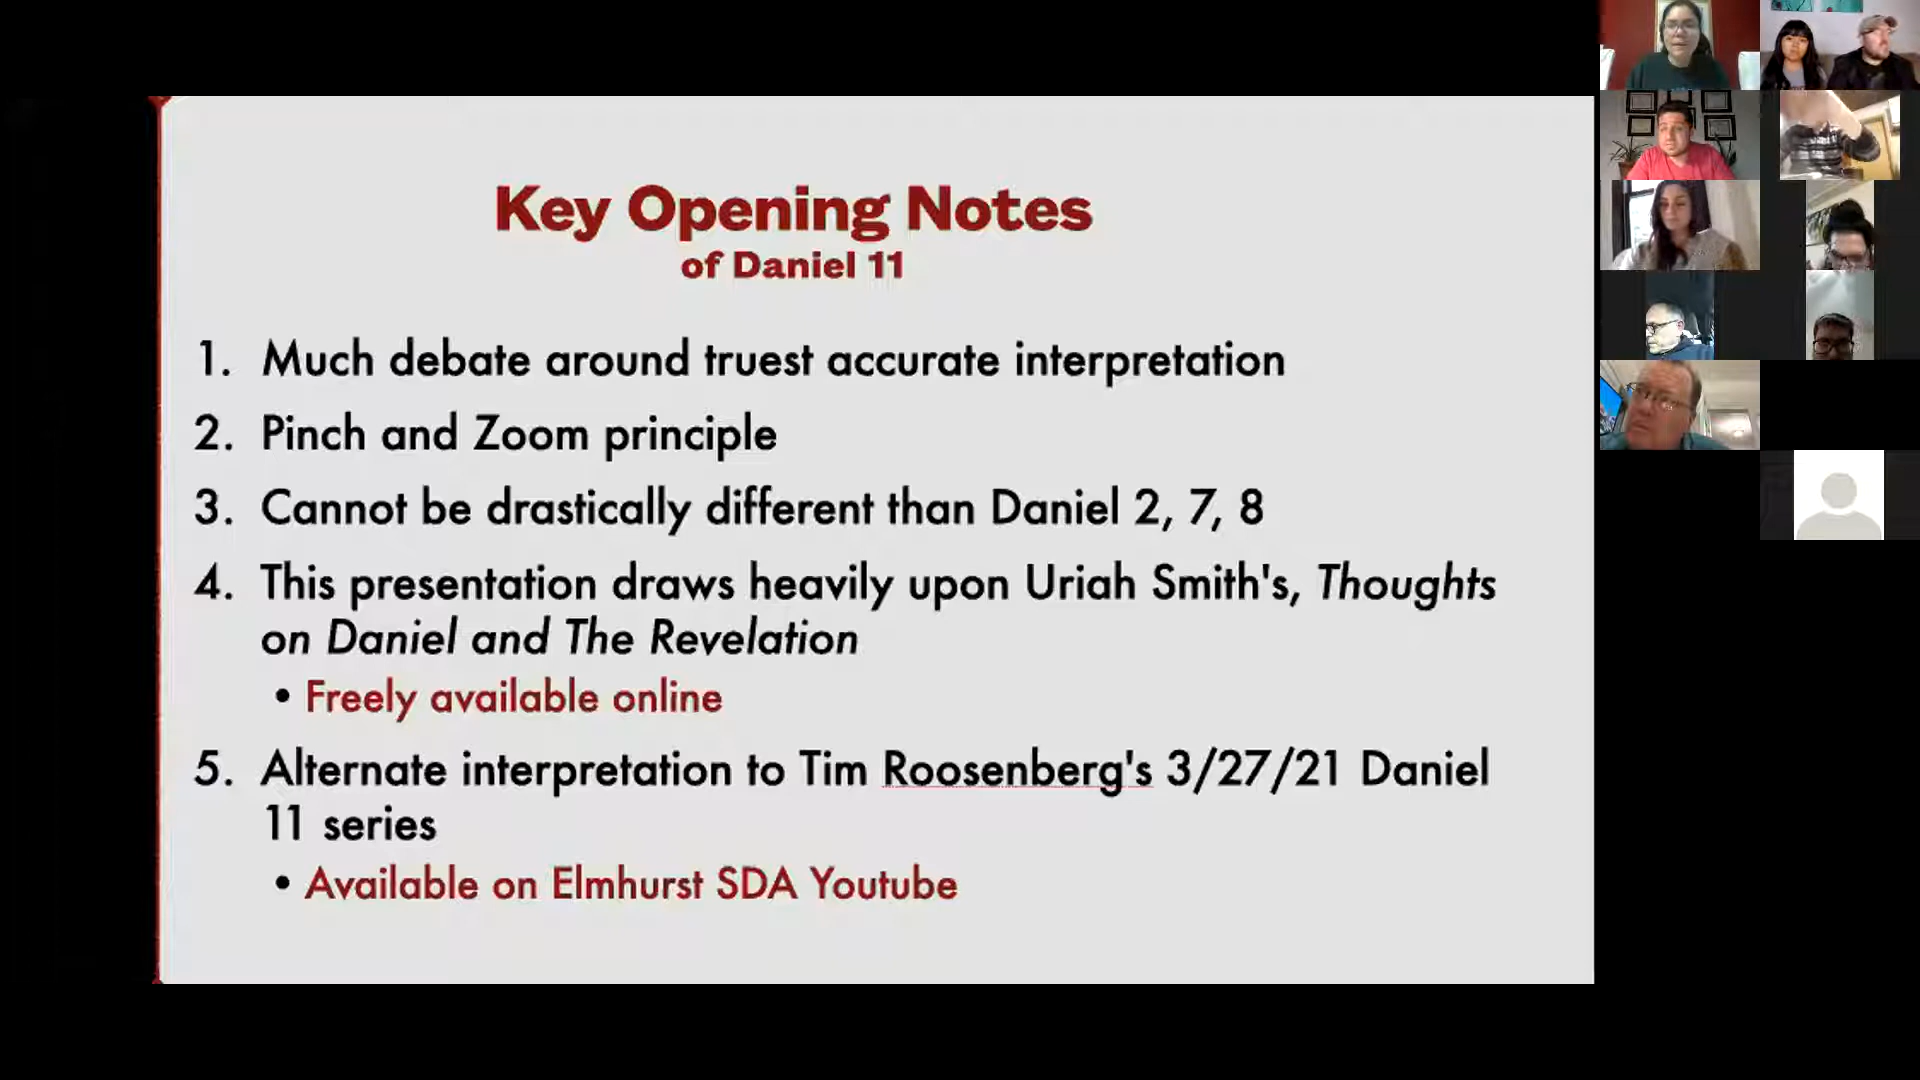 Key Opening Notes
of Daniel 11
1. Much debate around truest accurate interpretation
2. Pinch and Zoom principle
3. Cannot be drastically different than Daniel 2, 7, 8
4. This presentation draws heavily upon Uriah Smith's, Thoughts
on Daniel and The Revelation
• Freely available online
5. Alternate interpretation to Tim Roosenberg's 3/27/21 Daniel
11 series
• Available on Elmhurst SDA Youtube